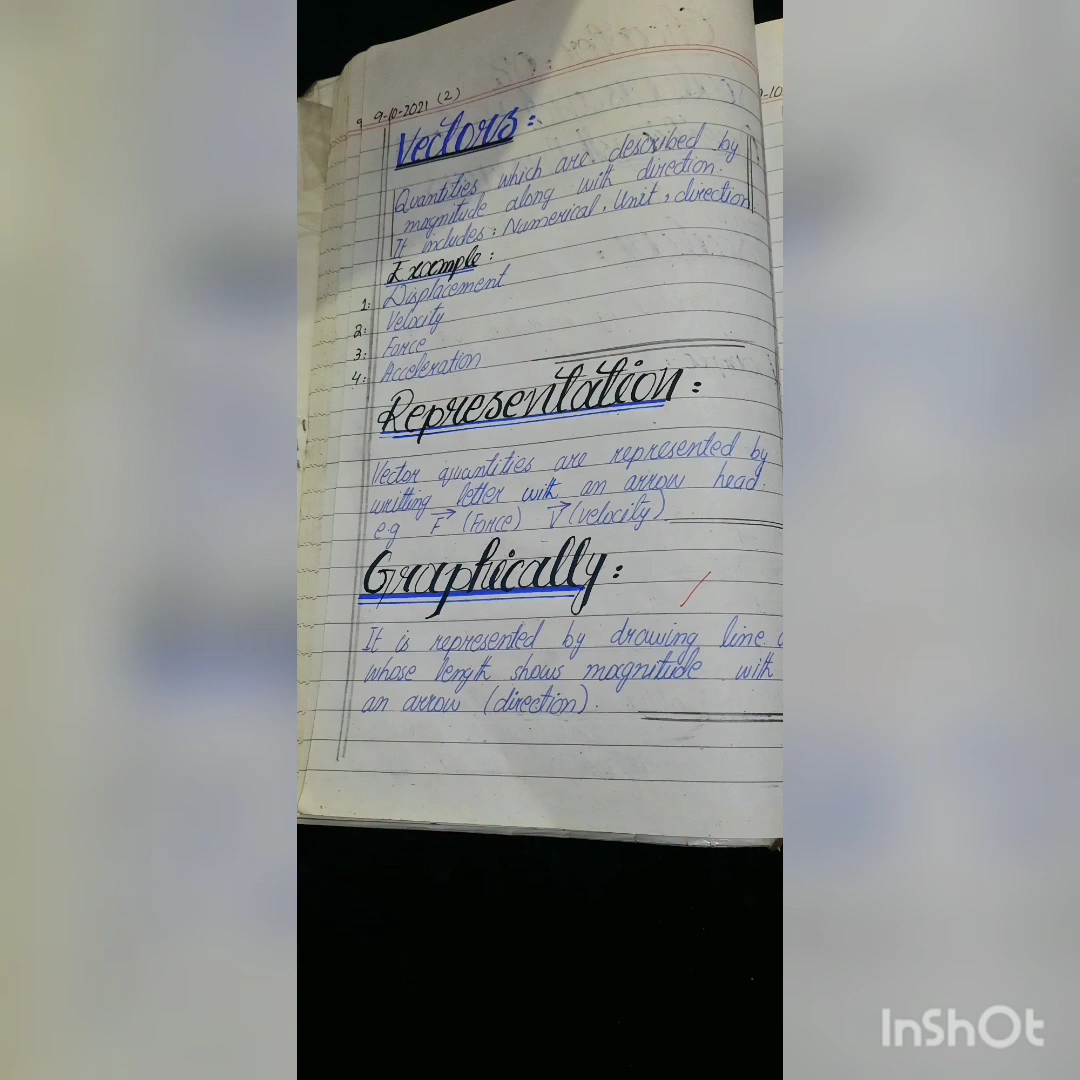 9-10-2021 (2)
Vectors:
Quantities which are described by
magnitude along with direction.
It includes: Numerical, Unit, direction
Example:
1: Displacement
2: Velocity
3: Force
4: Acceleration
Representation:
Vector quantities are represented by
writting letter with an arrow head.
e.g F→ (Force) V→ (velocity)
Graphically:
It is represented by drawing line
whose length shows magnitude with
an arrow (direction).
InShOt